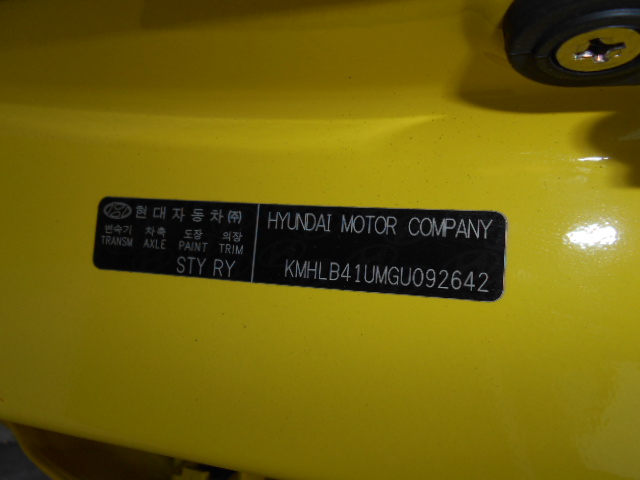 현대자동차㈜
변속기 차축 도장 의장
TRANSM AXLE PAINT TRIM
STY RY
HYUNDAI MOTOR COMPANY
KMHLB41UMGU092642